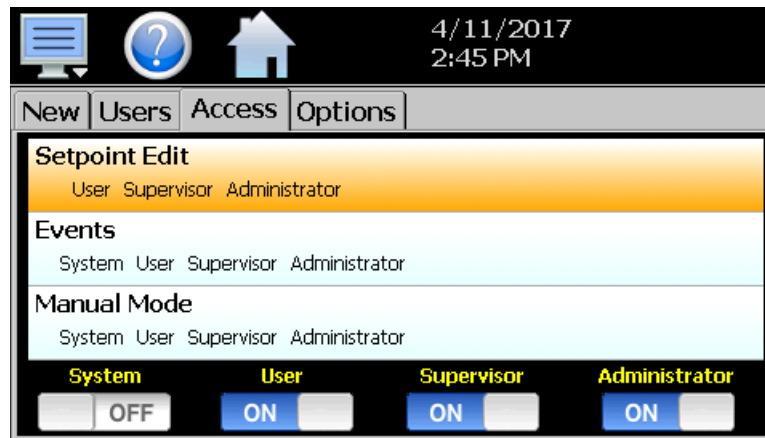 ?
4/11/2017
2:45 PM
New Users Access Options
Setpoint Edit
User Supervisor Administrator
Events
System User Supervisor Administrator
Manual Mode
System User Supervisor Administrator
System User Supervisor Administrator
OFF ON ON ON